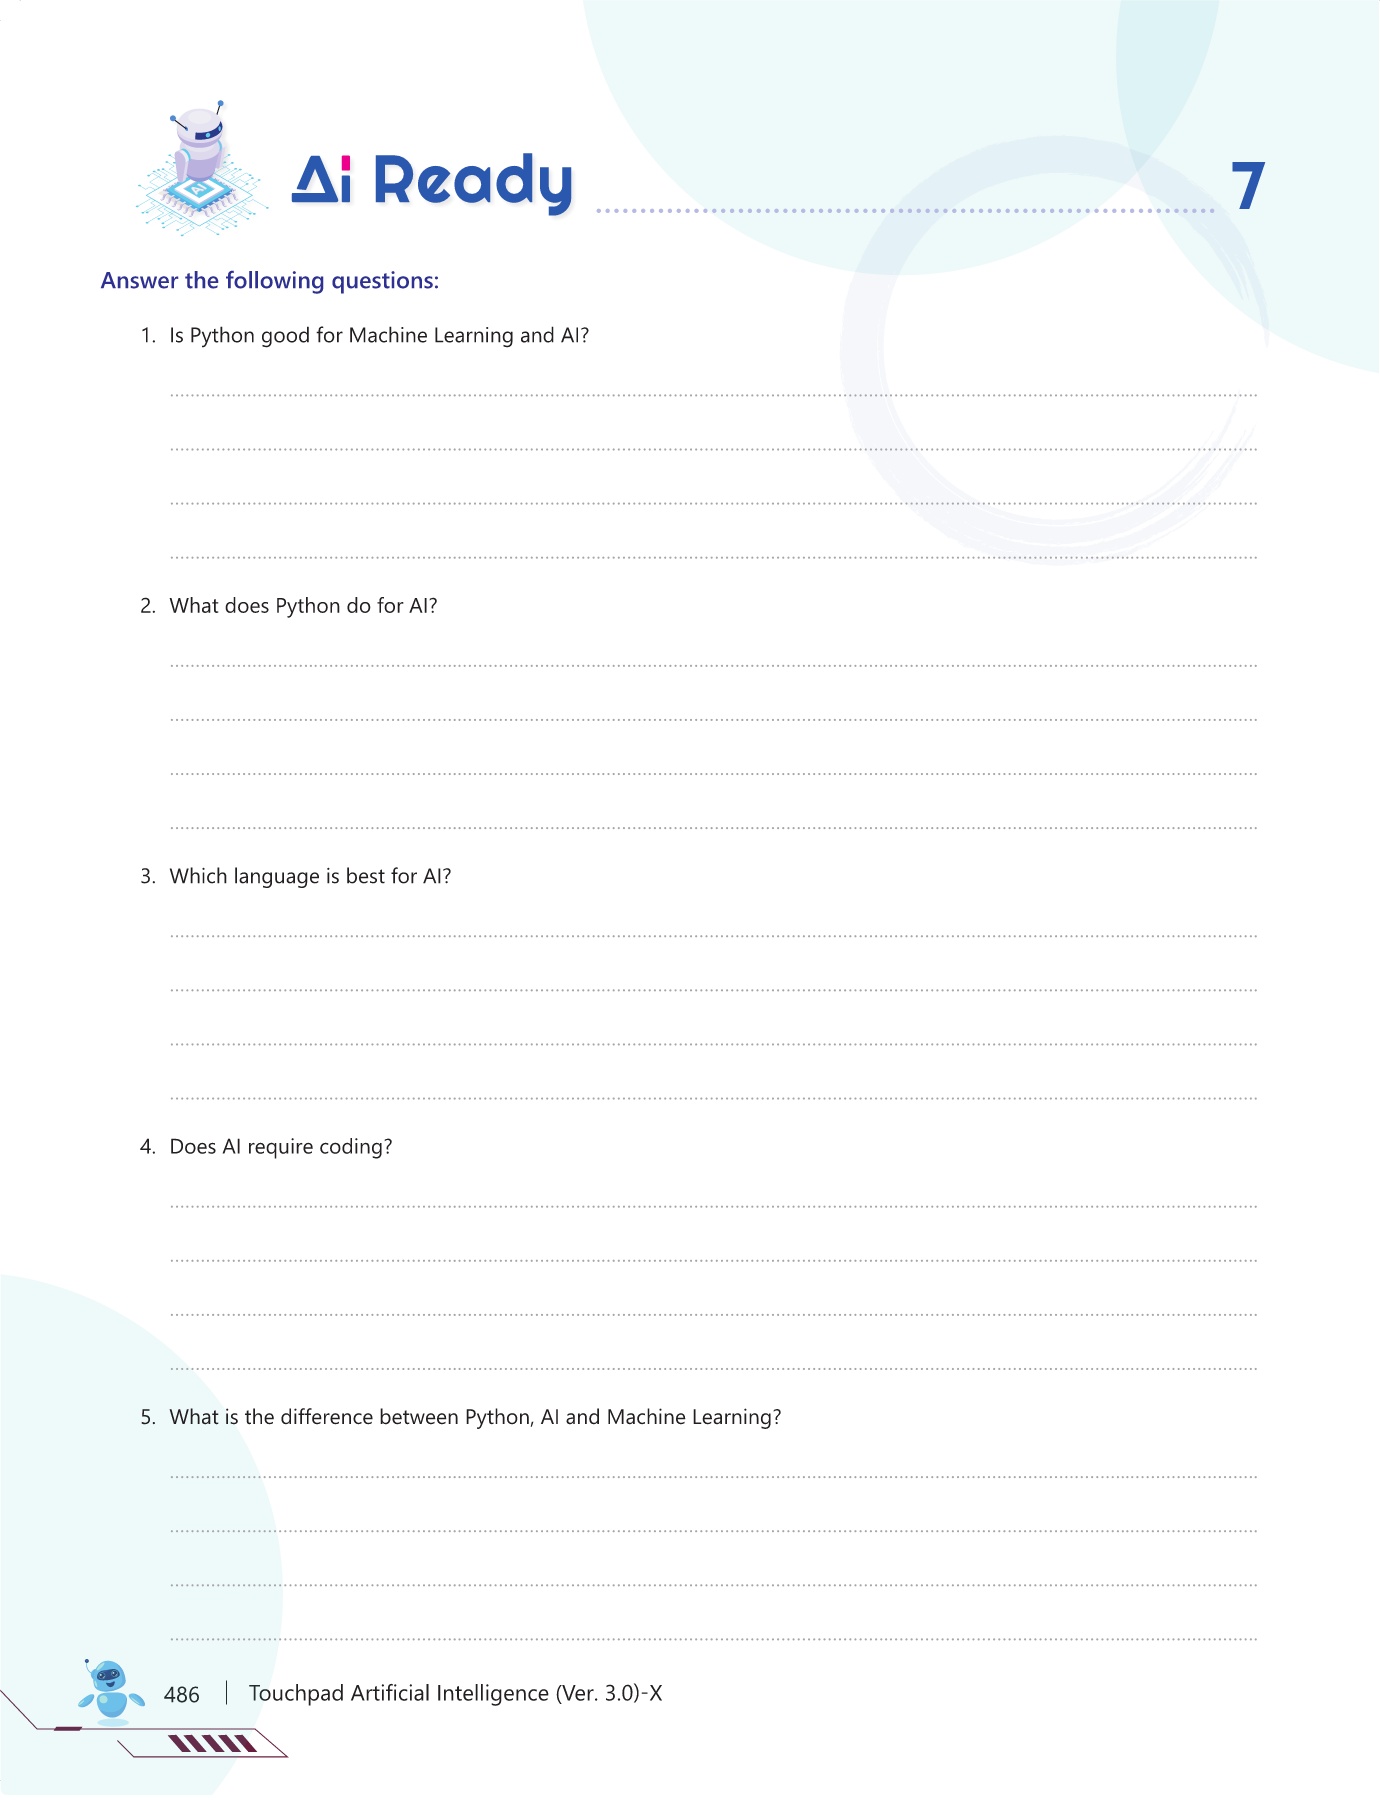 Ai Ready
7
Answer the following questions:
1. Is Python good for Machine Learning and AI?
2. What does Python do for AI?
3. Which language is best for AI?
4. Does AI require coding?
5. What is the difference between Python, AI and Machine Learning?
486 | Touchpad Artificial Intelligence (Ver. 3.0)-X
AI